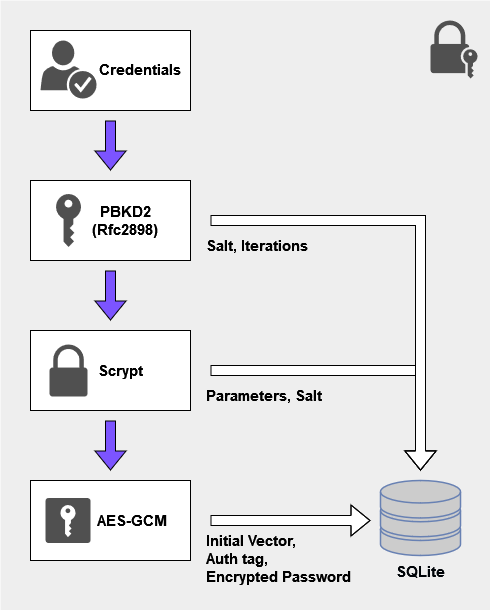 Credentials
PBKD2
(Rfc2898)
Salt, Iterations
Scrypt
Parameters, Salt
AES-GCM
Initial Vector,
Auth tag,
Encrypted Password
SQLite